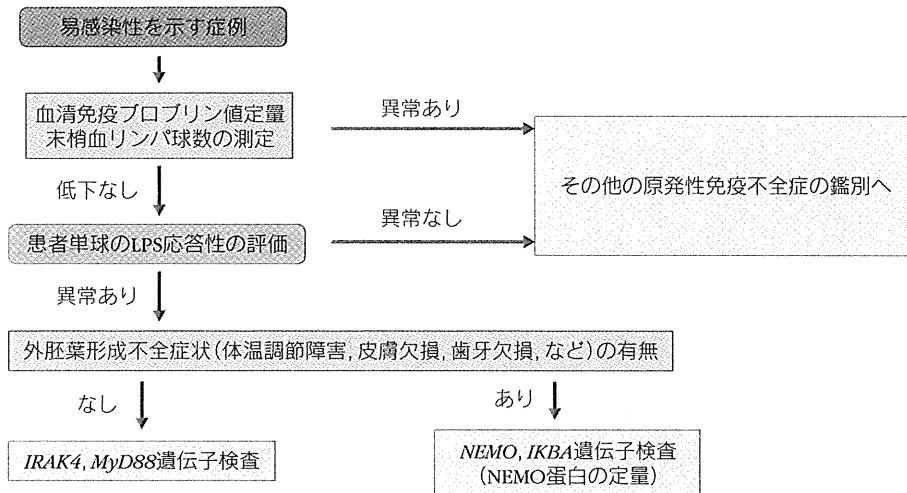 易感染性を示す症例
血清免疫ブロブリン値定量
末梢血リンパ球数の測定
異常あり
その他の原発性免疫不全症の鑑別へ
低下なし
異常なし
患者単球のLPS応答性の評価
異常あり
外胚葉形成不全症状(体温調節障害, 皮膚欠損, 歯牙欠損, など)の有無
なし
あり
IRAK4, MyD88遺伝子検査
NEMO, IKBA遺伝子検査
(NEMO蛋白の定量)